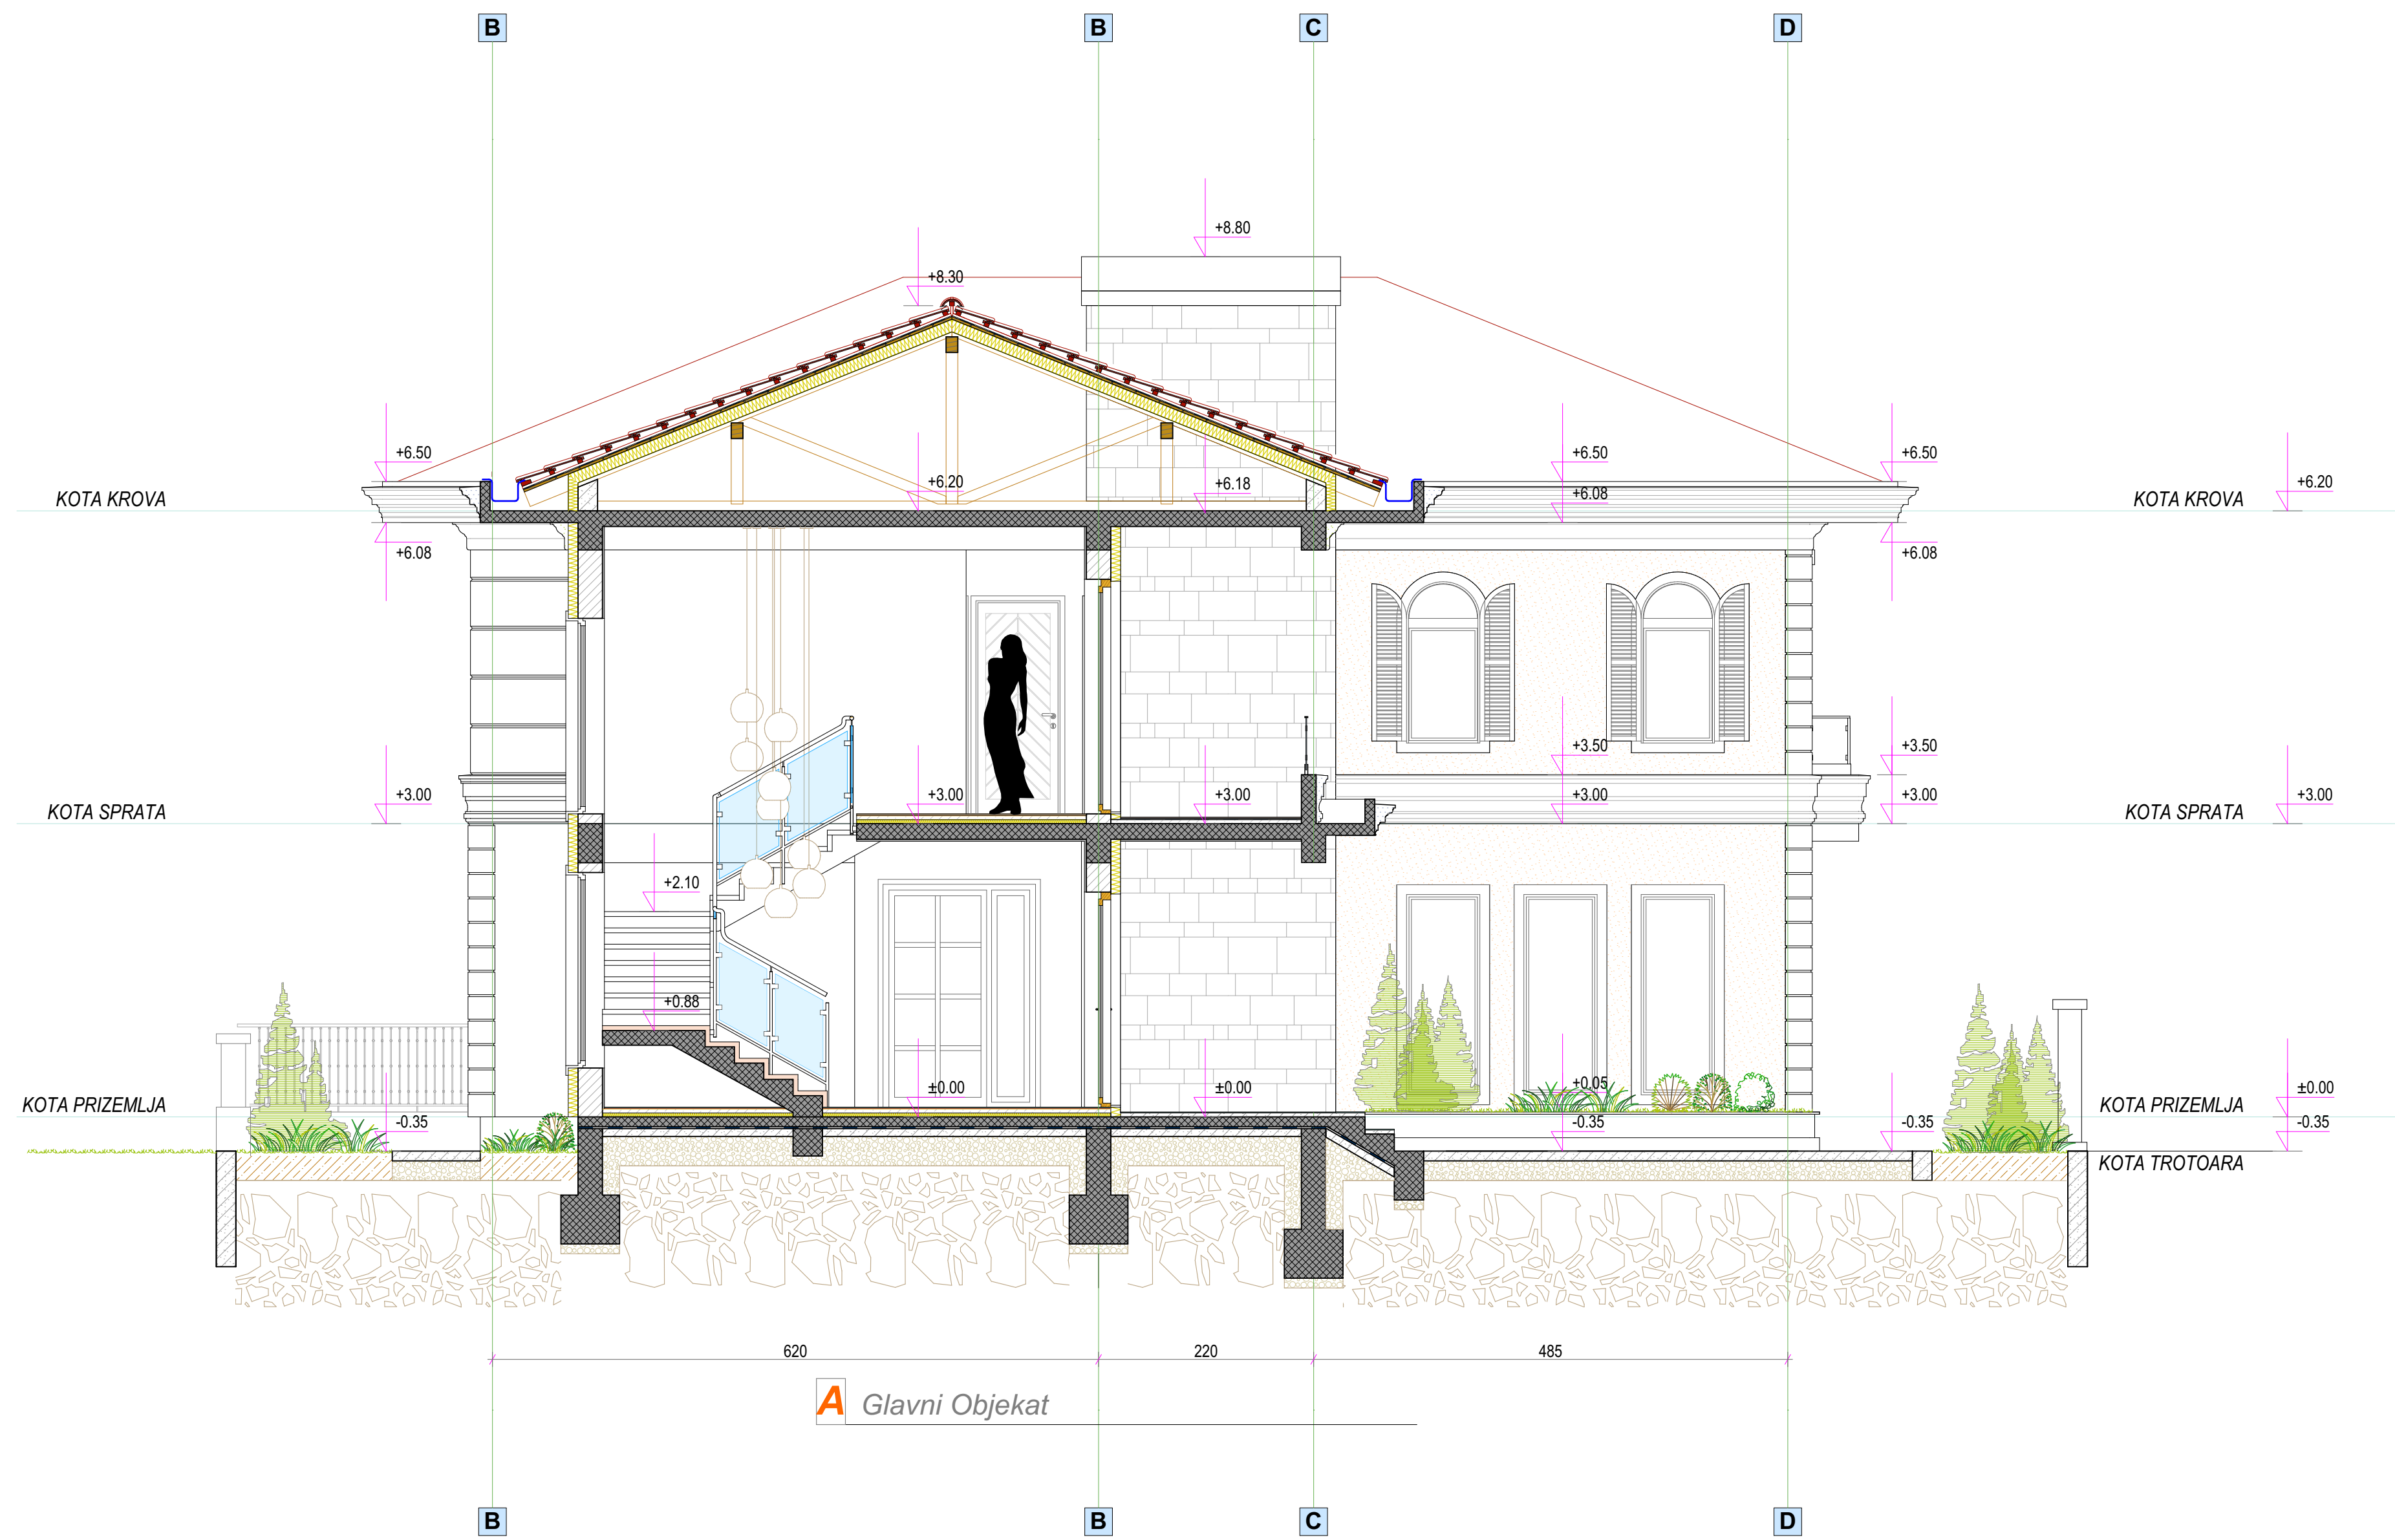 B B C D
+8.80
+8.30
+6.50 +6.50 +6.50
+6.20 +6.18 +6.08 +6.20
KOTA KROVA KOTA KROVA
+6.08 +6.08
+3.50 +3.50
+3.00 +3.00 +3.00 +3.00 +3.00 +3.00
KOTA SPRATA KOTA SPRATA
+2.10
+0.88
±0.00 ±0.00 +0.05 ±0.00
KOTA PRIZEMLJA KOTA PRIZEMLJA
-0.35 -0.35 -0.35 -0.35
KOTA TROTOARA
620 220 485
A Glavni Objekat
B B C D